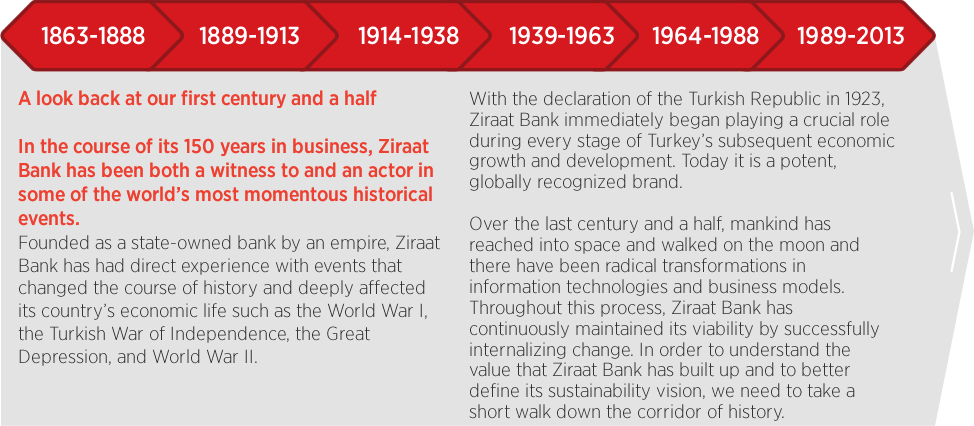 1863-1888 1889-1913 1914-1938 1939-1963 1964-1988 1989-2013
A look back at our first century and a half
In the course of its 150 years in business, Ziraat
Bank has been both a witness to and an actor in
some of the world’s most momentous historical
events.
Founded as a state-owned bank by an empire, Ziraat
Bank has had direct experience with events that
changed the course of history and deeply affected
its country’s economic life such as the World War I,
the Turkish War of Independence, the Great
Depression, and World War II.
With the declaration of the Turkish Republic in 1923,
Ziraat Bank immediately began playing a crucial role
during every stage of Turkey’s subsequent economic
growth and development. Today it is a potent,
globally recognized brand.
Over the last century and a half, mankind has
reached into space and walked on the moon and
there have been radical transformations in
information technologies and business models.
Throughout this process, Ziraat Bank has
continuously maintained its viability by successfully
internalizing change. In order to understand the
value that Ziraat Bank has built up and to better
define its sustainability vision, we need to take a
short walk down the corridor of history.